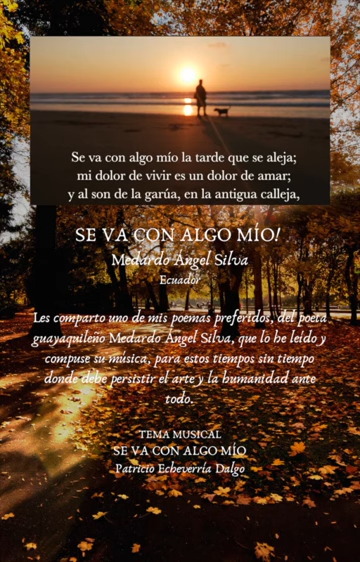 Se va con algo mío la tarde que se aleja;
mi dolor de vivir es un dolor de amar;
y al son de la garúa, en la antigua calleja,
SE VA CON ALGO MÍO!
Medardo Ángel Silva
Ecuador
Les comparto uno de mis poemas preferidos, del poeta
guayaquileño Medardo Ángel Silva, que lo he leído y
compuse su música, para estos tiempos sin tiempo
donde debe persistir el arte y la humanidad ante
todo.
TEMA MUSICAL
SE VA CON ALGO MÍO
Patricio Echeverría Dalgo